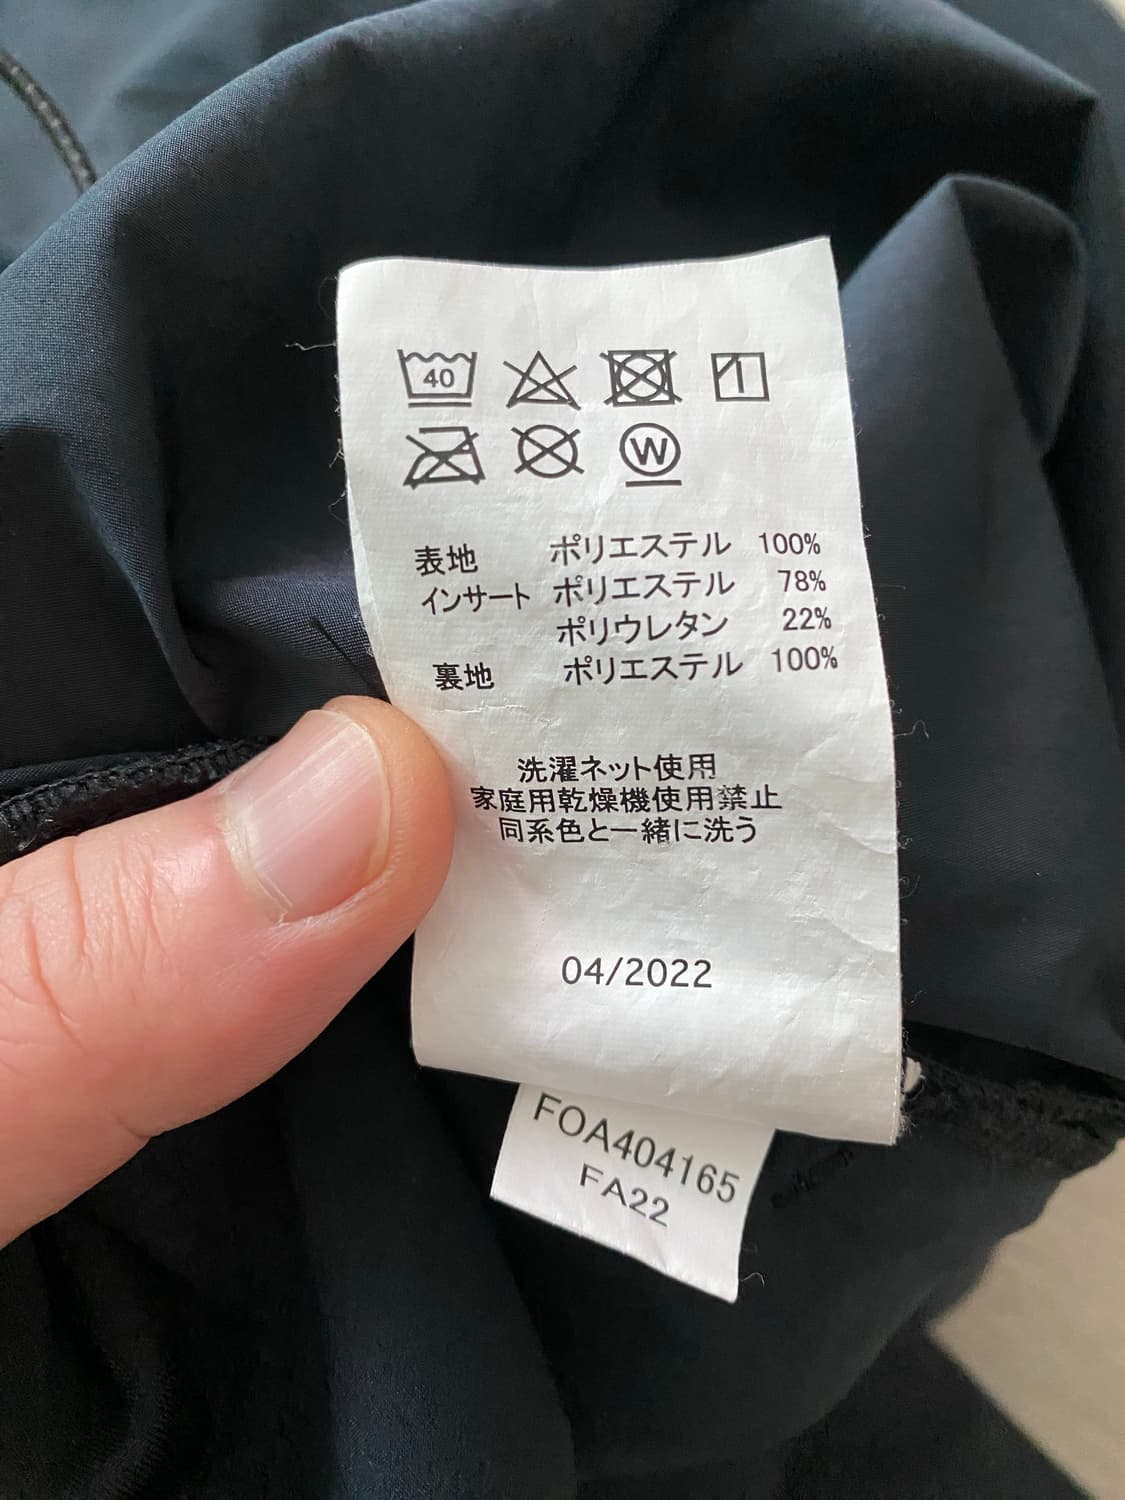 40
W
表地 ポリエステル 100%
インサート ポリエステル 78%
ポリウレタン 22%
裏地 ポリエステル 100%
洗濯ネット使用
家庭用乾燥機使用禁止
同系色と一緒に洗う
04/2022
FOA404165
FA22